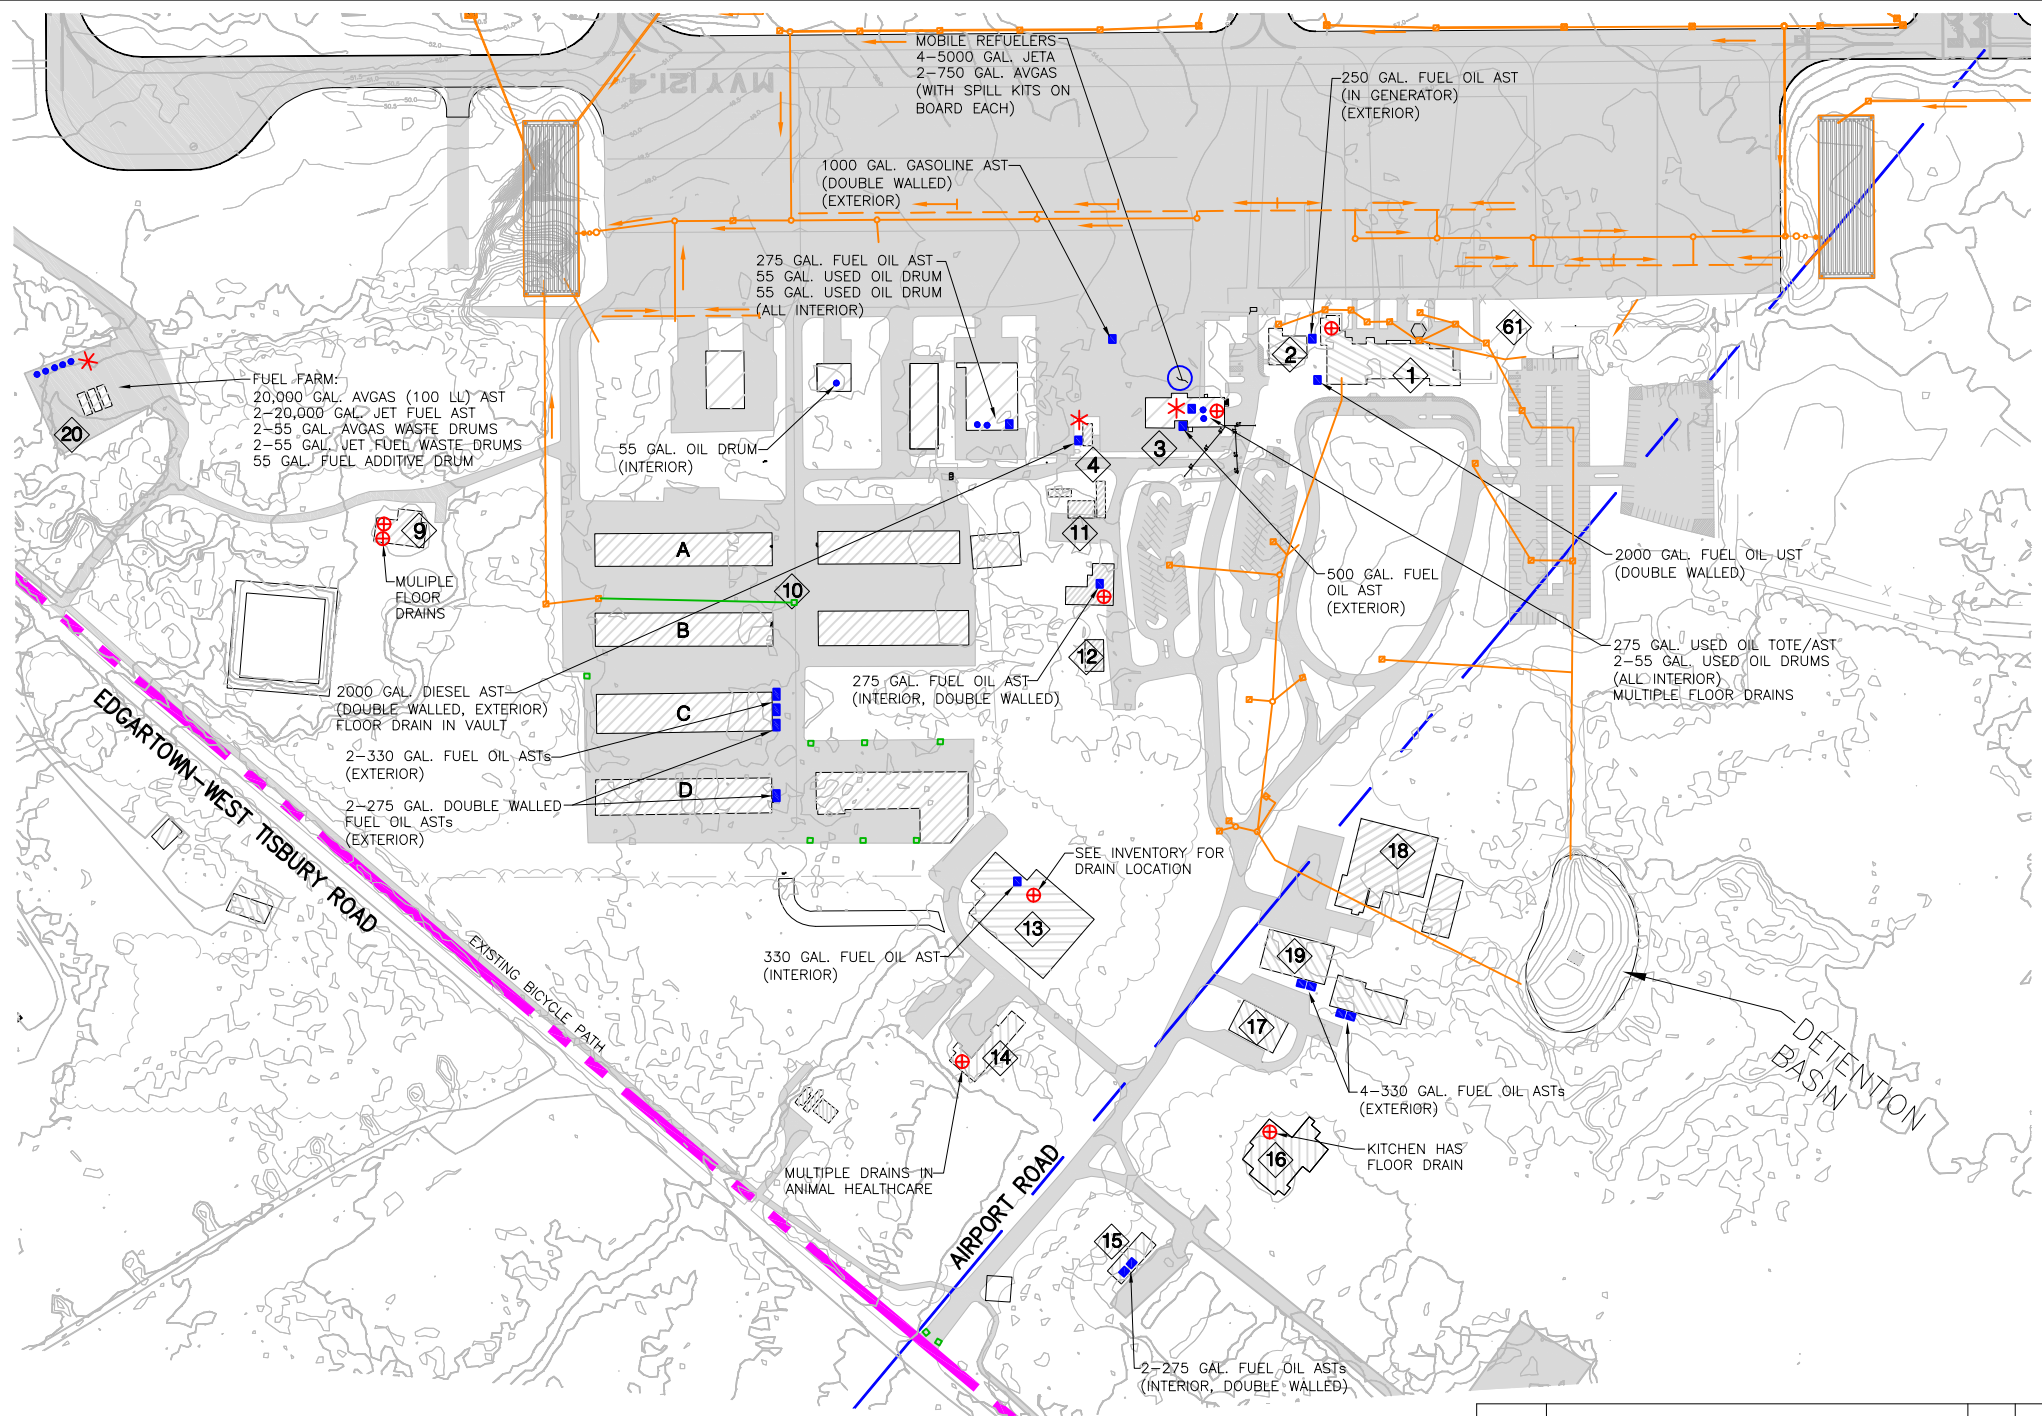 MOBILE REFUELERS
4-5000 GAL. JETA
2-750 GAL. AVGAS
(WITH SPILL KITS ON
BOARD EACH)
MVY 121.4
33
250 GAL. FUEL OIL AST
(IN GENERATOR)
(EXTERIOR)
1000 GAL. GASOLINE AST
(DOUBLE WALLED)
(EXTERIOR)
275 GAL. FUEL OIL AST
55 GAL. USED OIL DRUM
55 GAL. USED OIL DRUM
(ALL INTERIOR)
61
2
1
FUEL FARM:
20,000 GAL. AVGAS (100 LL) AST
2-20,000 GAL. JET FUEL AST
2-55 GAL. AVGAS WASTE DRUMS
2-55 GAL. JET FUEL WASTE DRUMS
55 GAL. FUEL ADDITIVE DRUM
20
55 GAL. OIL DRUM
(INTERIOR)
3
4
9
11
A
10
B
12
C
D
MULIPLE
FLOOR
DRAINS
2000 GAL. FUEL OIL UST
(DOUBLE WALLED)
500 GAL. FUEL
OIL AST
(EXTERIOR)
275 GAL. USED OIL TOTE/AST
2-55 GAL. USED OIL DRUMS
(ALL INTERIOR)
MULTIPLE FLOOR DRAINS
275 GAL. FUEL OIL AST
(INTERIOR, DOUBLE WALLED)
2000 GAL. DIESEL AST
(DOUBLE WALLED, EXTERIOR)
FLOOR DRAIN IN VAULT
2-330 GAL. FUEL OIL ASTs
(EXTERIOR)
2-275 GAL. DOUBLE WALLED
FUEL OIL ASTs
(EXTERIOR)
EDGARTOWN-WEST TISBURY ROAD
EXISTING BICYCLE PATH
SEE INVENTORY FOR
DRAIN LOCATION
18
13
19
330 GAL. FUEL OIL AST
(INTERIOR)
17
14
DETENTION
BASIN
4-330 GAL. FUEL OIL ASTs
(EXTERIOR)
KITCHEN HAS
FLOOR DRAIN
16
MULTIPLE DRAINS IN
ANIMAL HEALTHCARE
AIRPORT ROAD
15
2-275 GAL. FUEL OIL ASTs
(INTERIOR, DOUBLE WALLED)